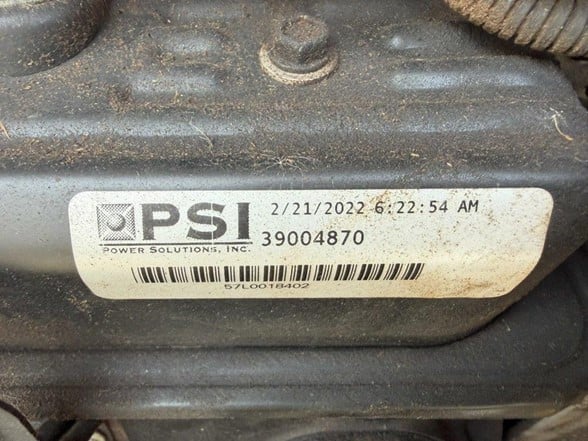 PSI 2/21/2022 6:22:54 AM
POWER SOLUTIONS, INC. 39004870
57L0018402